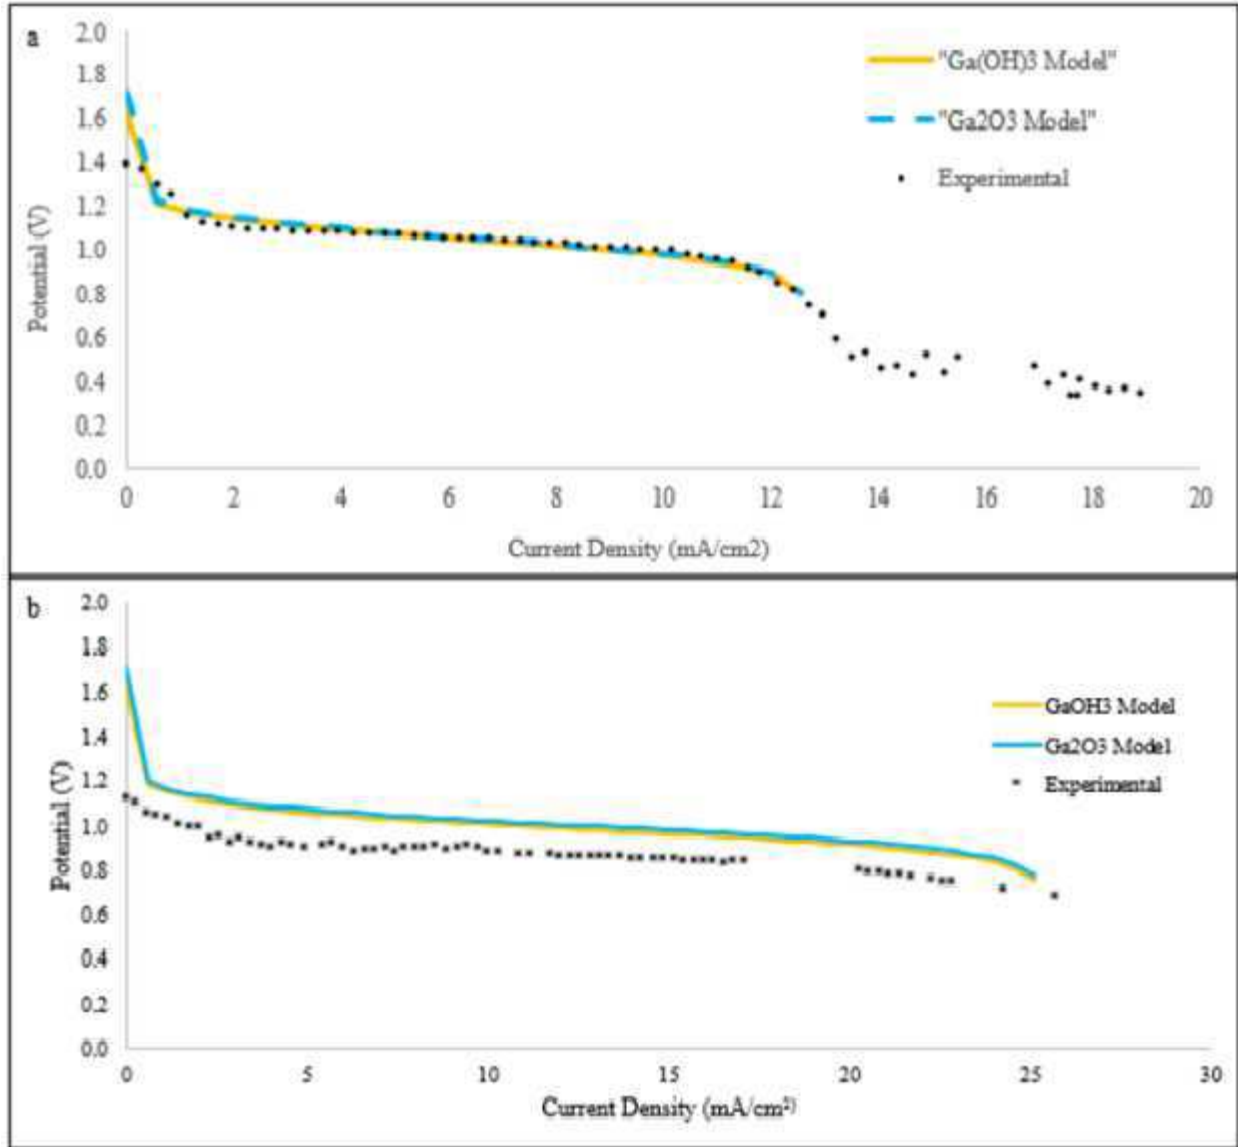 a
2.0
1.8
1.6
1.4
1.2
1.0
0.8
0.6
0.4
0.2
0.0
Potential (V)
"Ga(OH)3 Model"
"Ga2O3 Model"
Experimental
0 2 4 6 8 10 12 14 16 18 20
Current Density (mA/cm2)
b
2.0
1.8
1.6
1.4
1.2
1.0
0.8
0.6
0.4
0.2
0.0
Potential (V)
GaOH3 Model
Ga2O3 Model
Experimental
0 5 10 15 20 25 30
Current Density (mA/cm²)